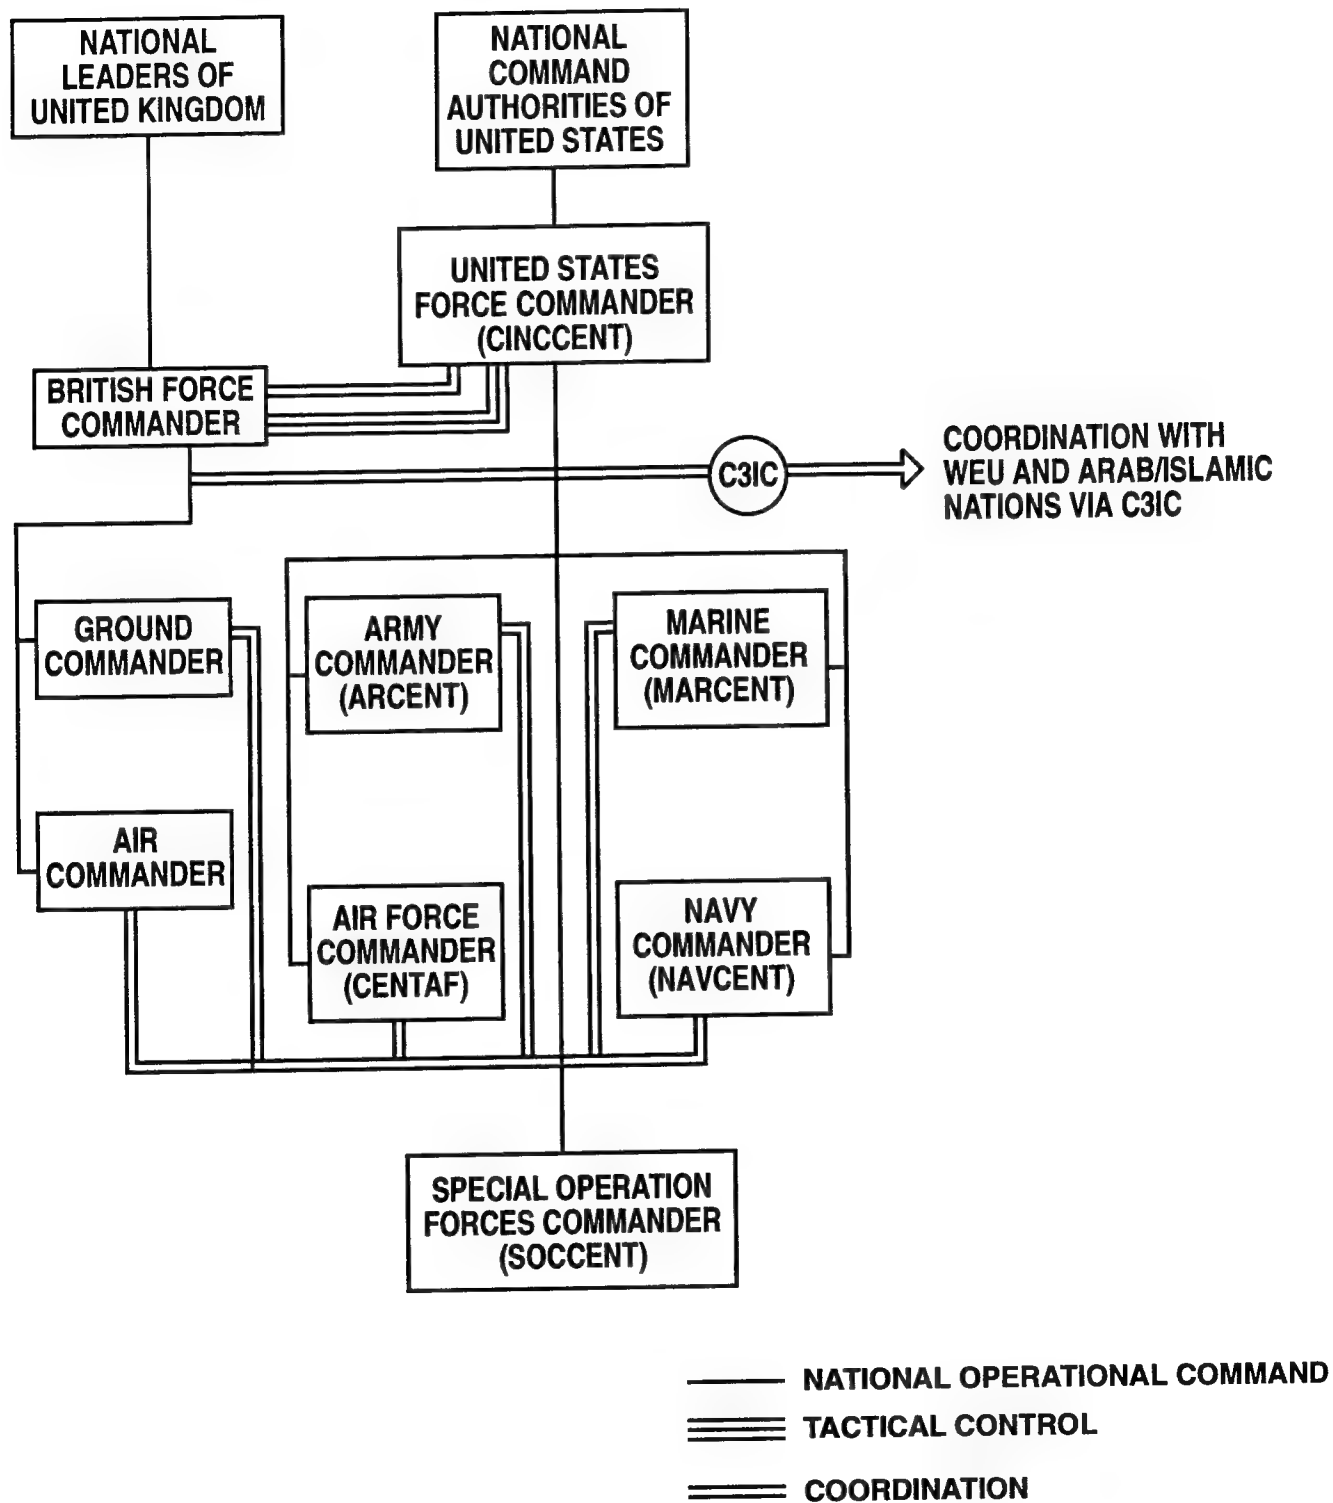 NATIONAL
LEADERS OF
UNITED KINGDOM
NATIONAL
COMMAND
AUTHORITIES OF
UNITED STATES
UNITED STATES
FORCE COMMANDER
(CINCCENT)
BRITISH FORCE
COMMANDER
C3IC
COORDINATION WITH
WEU AND ARAB/ISLAMIC
NATIONS VIA C3IC
GROUND
COMMANDER
ARMY
COMMANDER
(ARCENT)
MARINE
COMMANDER
(MARCENT)
AIR
COMMANDER
AIR FORCE
COMMANDER
(CENTAF)
NAVY
COMMANDER
(NAVCENT)
SPECIAL OPERATION
FORCES COMMANDER
(SOCCENT)
NATIONAL OPERATIONAL COMMAND
TACTICAL CONTROL
COORDINATION